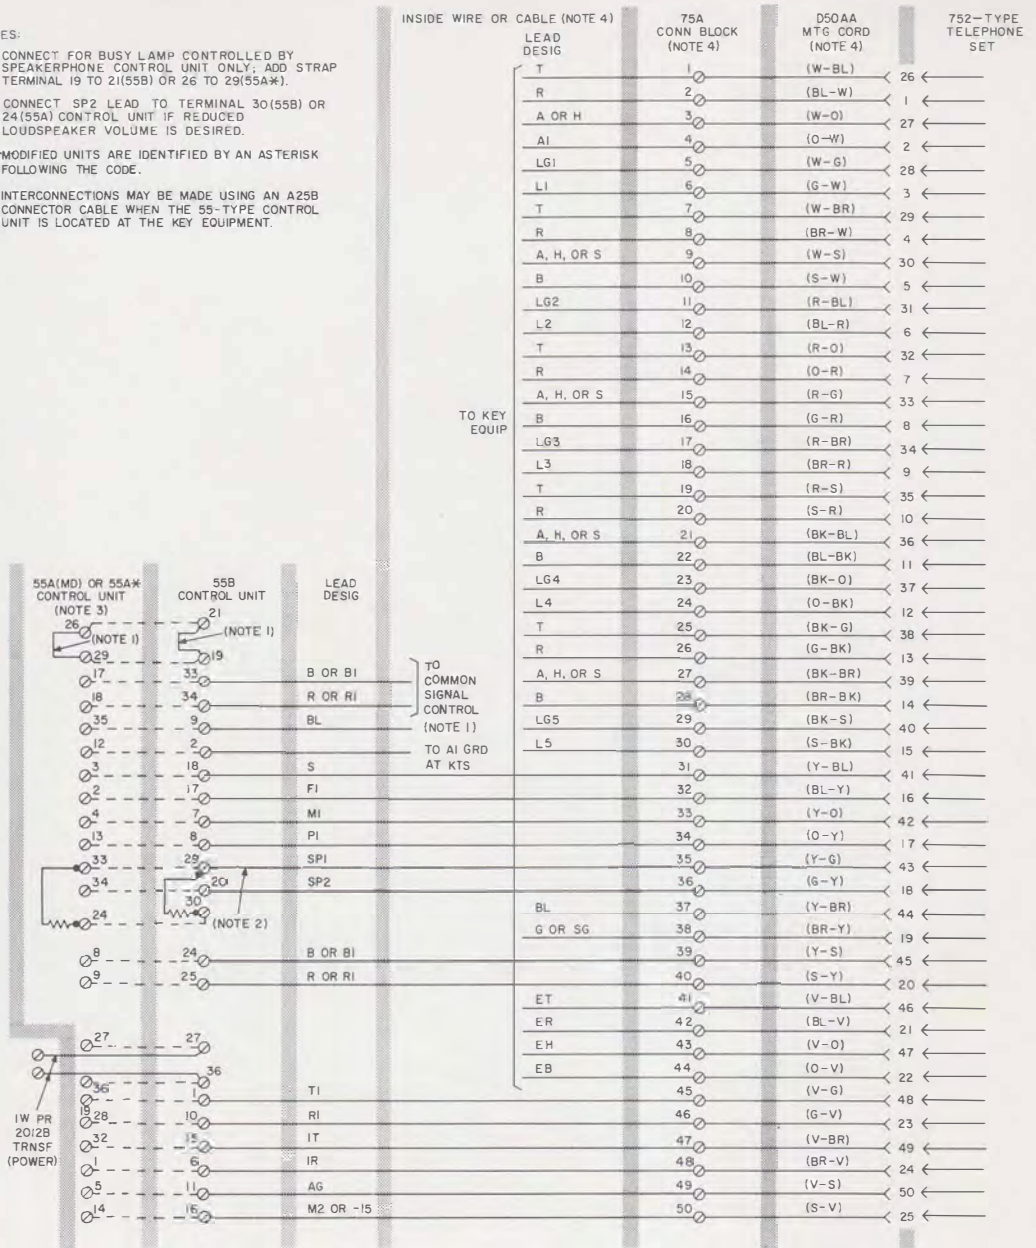 ES:
CONNECT FOR BUSY LAMP CONTROLLED BY
SPEAKERPHONE CONTROL UNIT ONLY; ADD STRAP
TERMINAL 19 TO 21(55B) OR 26 TO 29(55A*).
CONNECT SP2 LEAD TO TERMINAL 30(55B) OR
24(55A) CONTROL UNIT IF REDUCED
LOUDSPEAKER VOLUME IS DESIRED.
MODIFIED UNITS ARE IDENTIFIED BY AN ASTERISK
FOLLOWING THE CODE.
INTERCONNECTIONS MAY BE MADE USING AN A25B
CONNECTOR CABLE WHEN THE 55-TYPE CONTROL
UNIT IS LOCATED AT THE KEY EQUIPMENT.
INSIDE WIRE OR CABLE (NOTE 4)
LEAD
DESIG
75A
CONN BLOCK
(NOTE 4)
D50AA
MTG CORD
(NOTE 4)
752-TYPE
TELEPHONE
SET
T 1 (W-BL) 26
R 2 (BL-W) 1
A OR H 3 (W-O) 27
A1 4 (O-W) 2
LG1 5 (W-G) 28
L1 6 (G-W) 3
T 7 (W-BR) 29
R 8 (BR-W) 4
A, H, OR S 9 (W-S) 30
B 10 (S-W) 5
LG2 11 (R-BL) 31
L2 12 (BL-R) 6
T 13 (R-O) 32
R 14 (O-R) 7
A, H, OR S 15 (R-G) 33
TO KEY
EQUIP
B 16 (G-R) 8
LG3 17 (R-BR) 34
L3 18 (BR-R) 9
T 19 (R-S) 35
R 20 (S-R) 10
A, H, OR S 21 (BK-BL) 36
B 22 (BL-BK) 11
LG4 23 (BK-O) 37
L4 24 (O-BK) 12
T 25 (BK-G) 38
R 26 (G-BK) 13
A, H, OR S 27 (BK-BR) 39
B 28 (BR-BK) 14
LG5 29 (BK-S) 40
L5 30 (S-BK) 15
31 (Y-BL) 41
32 (BL-Y) 16
33 (Y-O) 42
34 (O-Y) 17
35 (Y-G) 43
36 (G-Y) 18
BL 37 (Y-BR) 44
G OR SG 38 (BR-Y) 19
39 (Y-S) 45
40 (S-Y) 20
ET 41 (V-BL) 46
ER 42 (BL-V) 21
EH 43 (V-O) 47
EB 44 (O-V) 22
45 (V-G) 48
46 (G-V) 23
47 (V-BR) 49
48 (BR-V) 24
49 (V-S) 50
50 (S-V) 25
55A(MD) OR 55A*
CONTROL UNIT
(NOTE 3)
55B
CONTROL UNIT
LEAD
DESIG
26 (NOTE 1) 21 (NOTE 1)
29 19
17 33 B OR B1
18 34 R OR R1
TO
COMMON
SIGNAL
CONTROL
(NOTE 1)
35 9 BL
12 2 TO A1 GRD
AT KTS
3 18 S
2 17 F1
4 7 M1
13 8 P1
33 29 SP1
34 20 SP2
24 30 (NOTE 2)
8 24 B OR B1
9 25 R OR R1
27 27
36
36 1 T1
19
28 10 R1
32 15 IT
1 6 IR
5 11 AG
14 16 M2 OR -15
1W PR
2012B
TRNSF
(POWER)